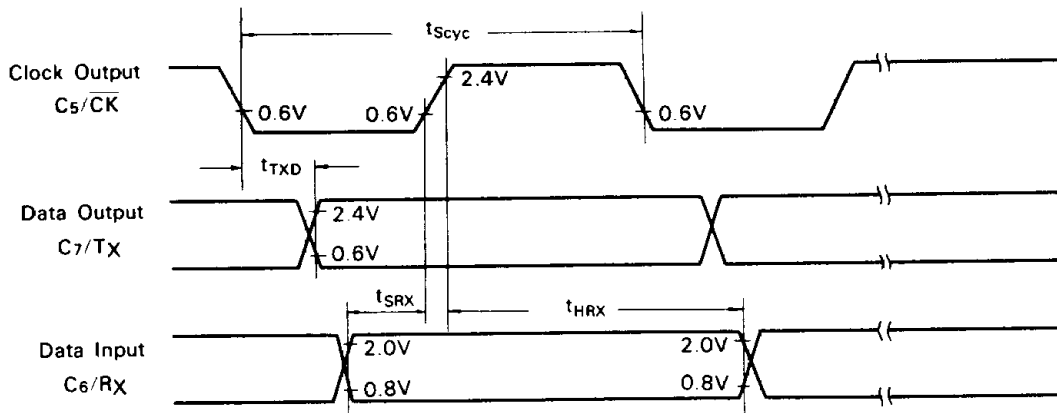 tScyc
Clock Output
C5/C̅K̅
2.4V
0.6V
0.6V
0.6V
tTXD
Data Output
C7/TX
2.4V
0.6V
tSRX
tHRX
Data Input
C6/RX
2.0V
2.0V
0.8V
0.8V